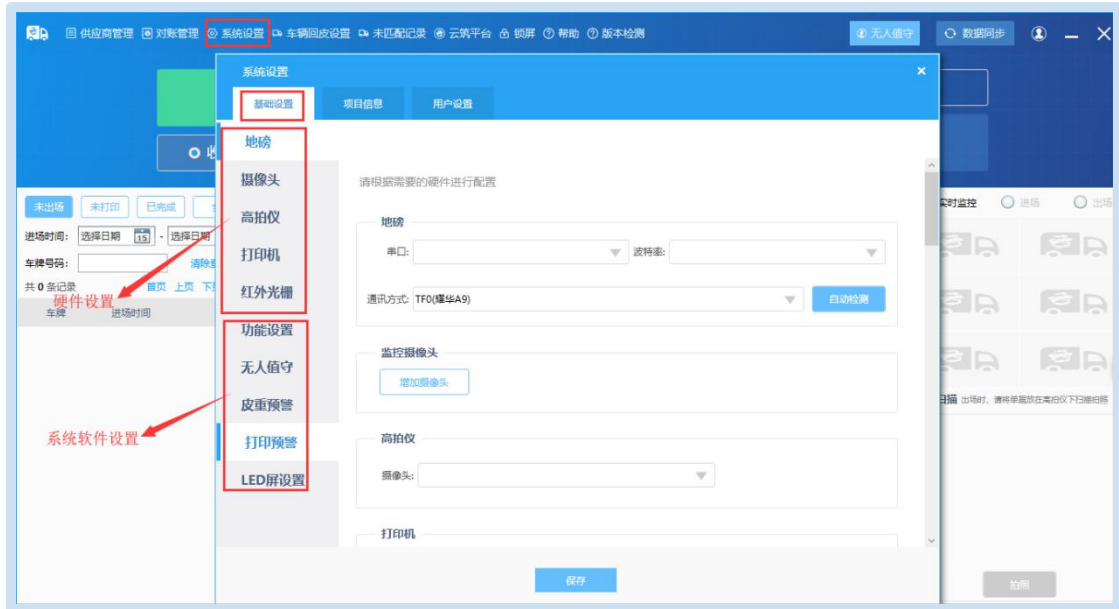 供应商管理 对账管理 系统设置 车辆回皮设置 未匹配记录 云筑平台 锁屏 帮助 版本检测 无人值守 数据同步
系统设置
基础设置 项目信息 用户设置
地磅
摄像头
高拍仪
打印机
红外光栅
功能设置
无人值守
皮重预警
打印预警
LED屏设置
请根据需要的硬件进行配置
地磅
串口: 波特率:
通讯方式: TF0(耀华A9) 自动检测
监控摄像头
增加摄像头
高拍仪
摄像头:
打印机
保存
未出场 未打印 已完成
进场时间: 选择日期 15 - 选择日期
车牌号码: 清除
共 0 条记录 首页 上页 下
车牌 进场时间
硬件设置
系统软件设置
实时监控 进场 出场
扫描 出场时，请将单据放在高拍仪下扫描拍照
拍照